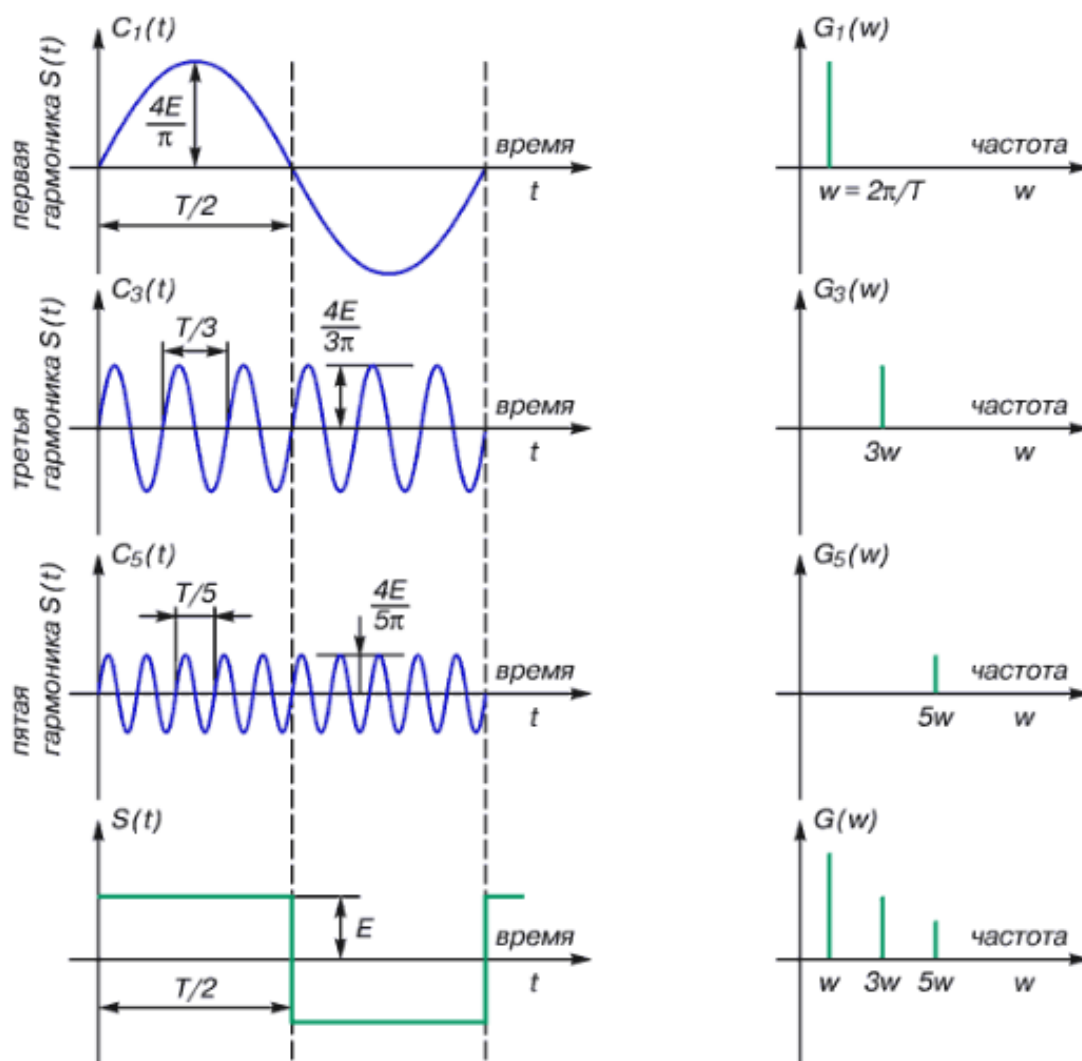 C₁(t)
первая
гармоника S(t)
4E
π
T/2
время
t
G₁(w)
частота
w = 2π/T
w
C₃(t)
третья
гармоника S(t)
T/3
4E
3π
время
t
G₃(w)
частота
3w
w
C₅(t)
пятая
гармоника S(t)
T/5
4E
5π
время
t
G₅(w)
частота
5w
w
S(t)
E
T/2
время
t
G(w)
частота
w 3w 5w
w